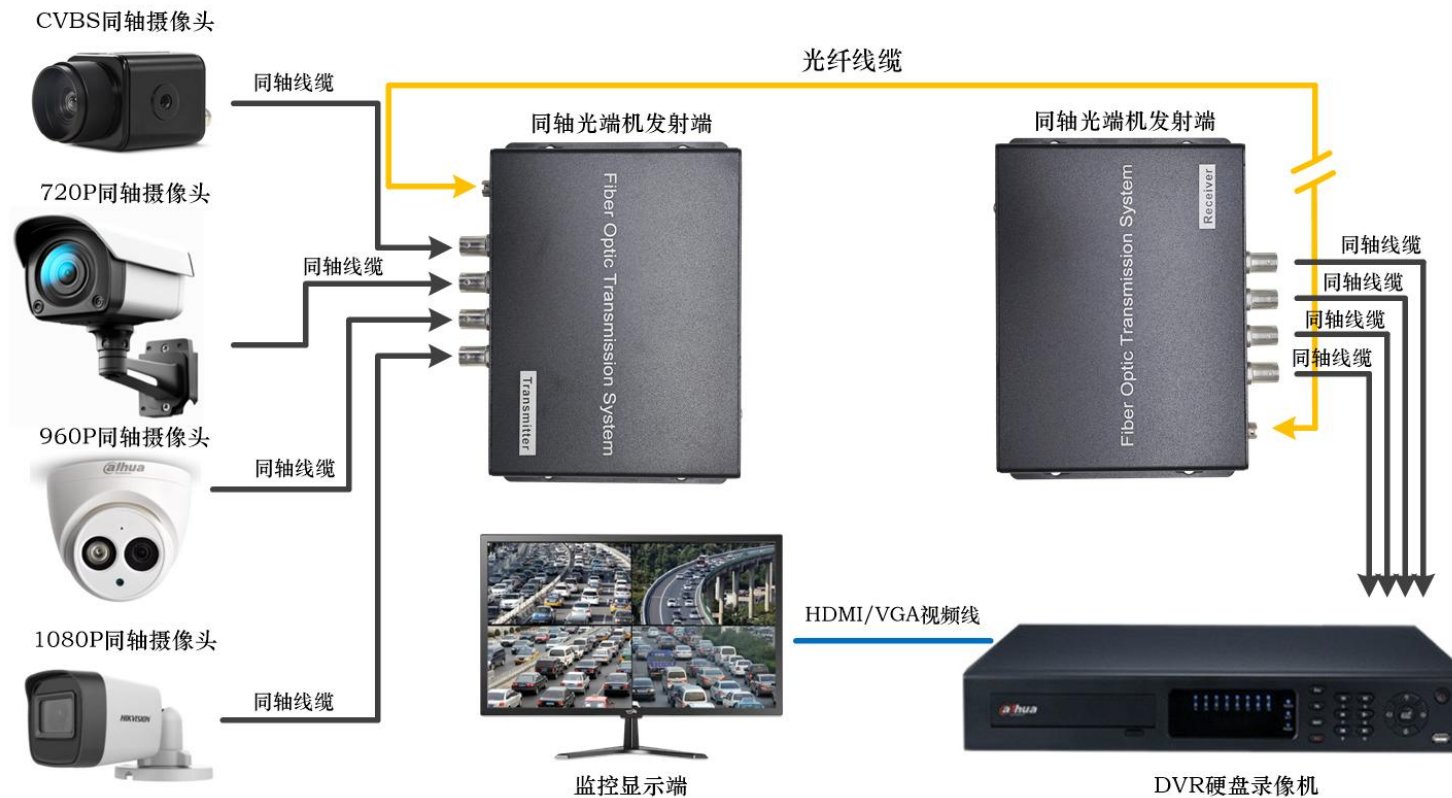 CVBS同轴摄像头
同轴线缆
光纤线缆
同轴光端机发射端
同轴光端机发射端
720P同轴摄像头
同轴线缆
Fiber Optic Transmission System
Transmitter
Fiber Optic Transmission System
Receiver
同轴线缆
同轴线缆
同轴线缆
同轴线缆
960P同轴摄像头
alhua
同轴线缆
1080P同轴摄像头
HIKVISION
同轴线缆
HDMI/VGA视频线
alhua
监控显示端
DVR硬盘录像机